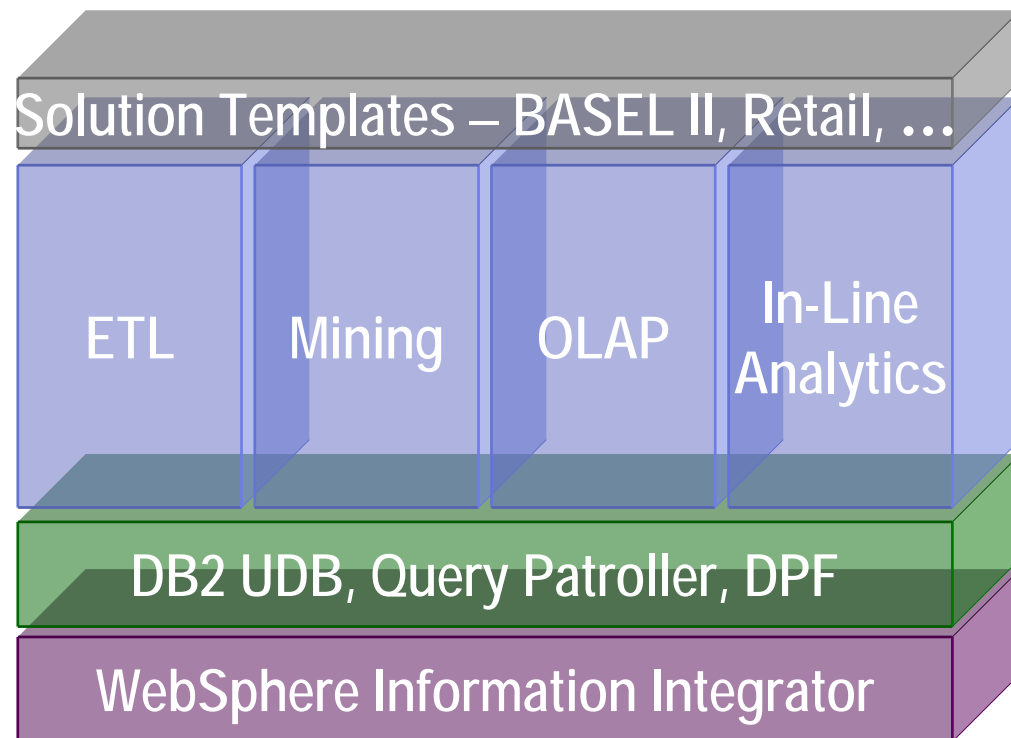 Solution Templates – BASEL II, Retail, ...
ETL
Mining
OLAP
In-Line
Analytics
DB2 UDB, Query Patroller, DPF
WebSphere Information Integrator